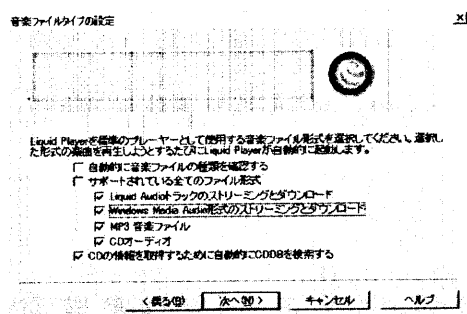 音楽ファイルタイプの設定
Liquid Playerを標準のプレーヤーとして使用する音楽ファイル形式を選択してください。選択し
た形式の楽曲を再生しようとするたびにLiquid Playerが自動的に起動します。
自動的に音楽ファイルの種類を確認する
サポートされている全てのファイル形式
Liquid Audioトラックのストリーミングとダウンロード
Windows Media Audio形式のストリーミングとダウンロード
MP3 音楽ファイル
CDオーディオ
CDの情報を取得するために自動的にCDDBを検索する
< 戻る(B)
次へ(N) >
キャンセル
ヘルプ